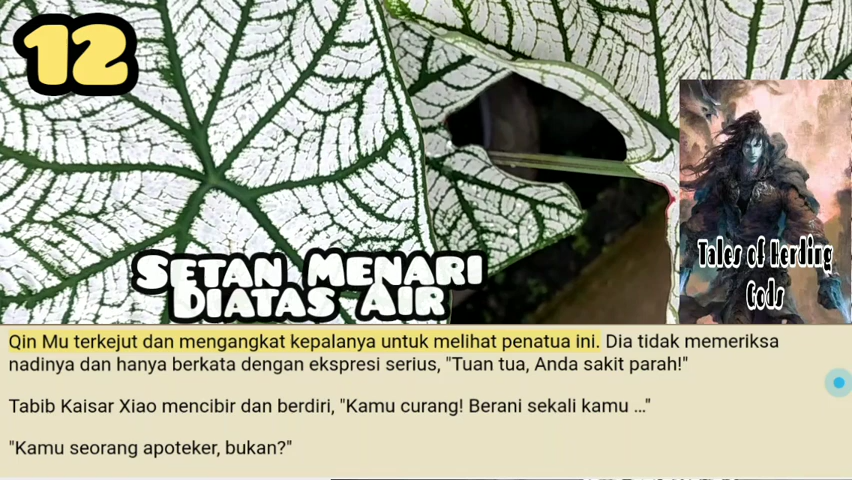 12
SETAN MENARI
DIATAS AIR
Tales of Herding
Gods
Qin Mu terkejut dan mengangkat kepalanya untuk melihat penatua ini. Dia tidak memeriksa
nadinya dan hanya berkata dengan ekspresi serius, "Tuan tua, Anda sakit parah!"
Tabib Kaisar Xiao mencibir dan berdiri, "Kamu curang! Berani sekali kamu ..."
"Kamu seorang apoteker, bukan?"